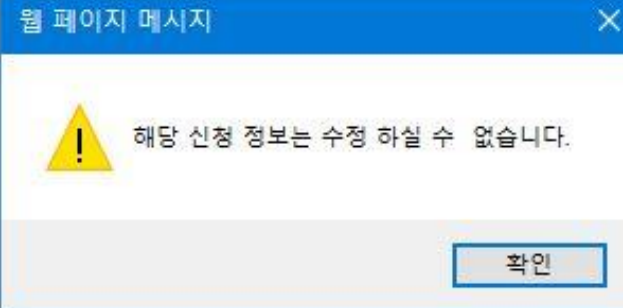 웹 페이지 메시지
해당 신청 정보는 수정 하실 수 없습니다.
확인